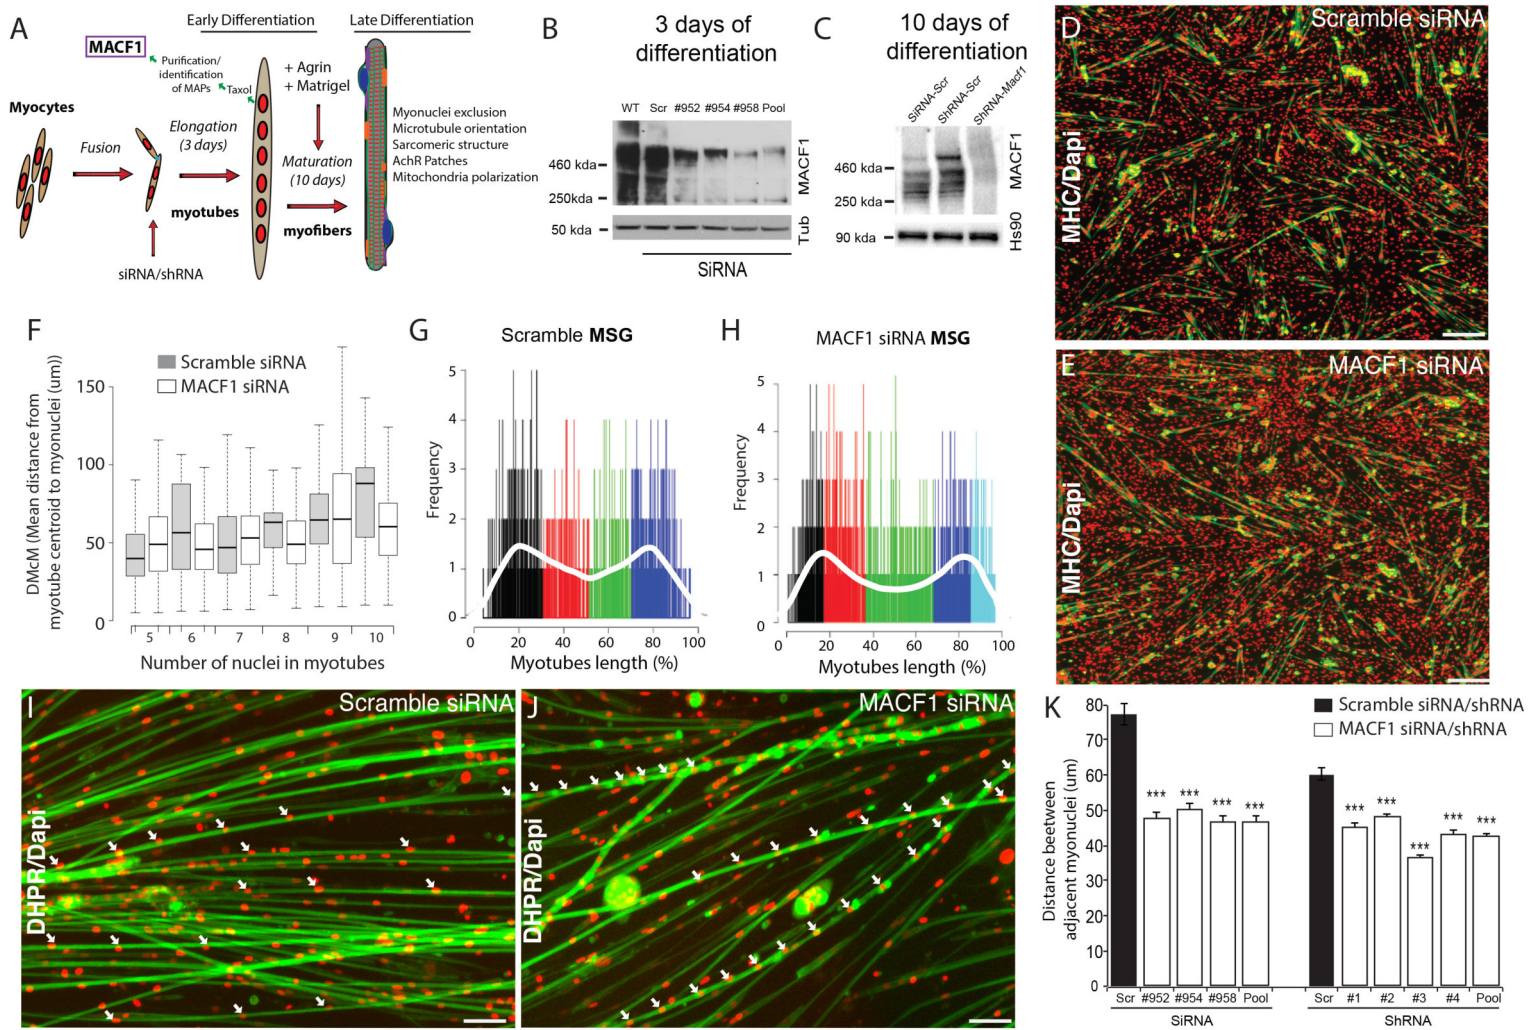 A
Early Differentiation
Late Differentiation
MACF1
Purification/
identification
of MAPs
Taxol
+ Agrin
+ Matrigel
Myocytes
Fusion
Elongation
(3 days)
Maturation
(10 days)
myotubes
myofibers
siRNA/shRNA
Myonuclei exclusion
Microtubule orientation
Sarcomeric structure
AchR Patches
Mitochondria polarization
B
3 days of
differentiation
WT Scr #952 #954 #958 Pool
460 kda
250kda
50 kda
MACF1
Tub
SiRNA
C
10 days of
differentiation
SiRNA-Scr
ShRNA-Scr
ShRNA-Macf1
460 kda
250 kda
90 kda
MACF1
Hs90
D
Scramble siRNA
MHC/Dapi
E
MACF1 siRNA
MHC/Dapi
F
Scramble siRNA
MACF1 siRNA
DMcM (Mean distance from
myotube centroid to myonuclei (um))
150
100
50
0
5 6 7 8 9 10
Number of nuclei in myotubes
G
Scramble MSG
Frequency
5
4
3
2
1
0
0 20 40 60 80 100
Myotubes length (%)
H
MACF1 siRNA MSG
Frequency
5
4
3
2
1
0
0 20 40 60 80 100
Myotubes length (%)
I
Scramble siRNA
DHPR/Dapi
J
MACF1 siRNA
DHPR/Dapi
K
Scramble siRNA/shRNA
MACF1 siRNA/shRNA
Distance beetween
adjacent myonuclei (um)
80
70
60
50
40
30
20
10
0
*** *** *** ***
*** *** *** *** ***
Scr #952 #954 #958 Pool
Scr #1 #2 #3 #4 Pool
SiRNA
ShRNA